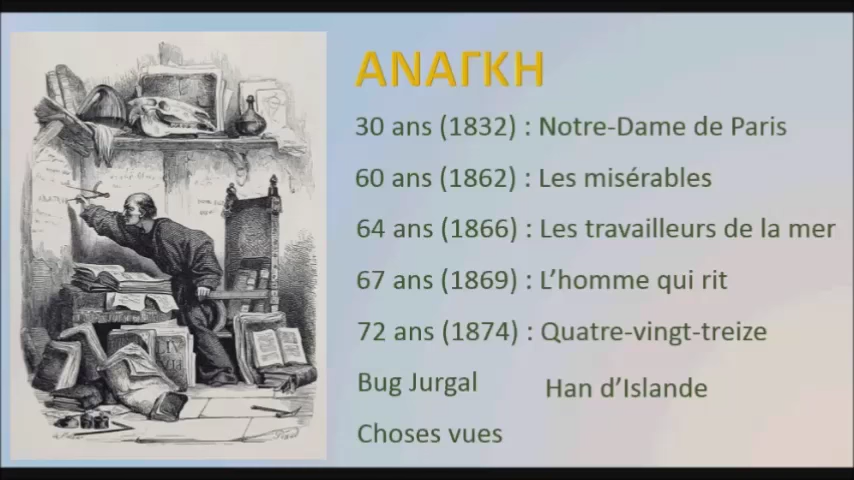 ΑΝΑΓΚΗ
30 ans (1832) : Notre-Dame de Paris
60 ans (1862) : Les misérables
64 ans (1866) : Les travailleurs de la mer
67 ans (1869) : L'homme qui rit
72 ans (1874) : Quatre-vingt-treize
Bug Jurgal Han d'Islande
Choses vues